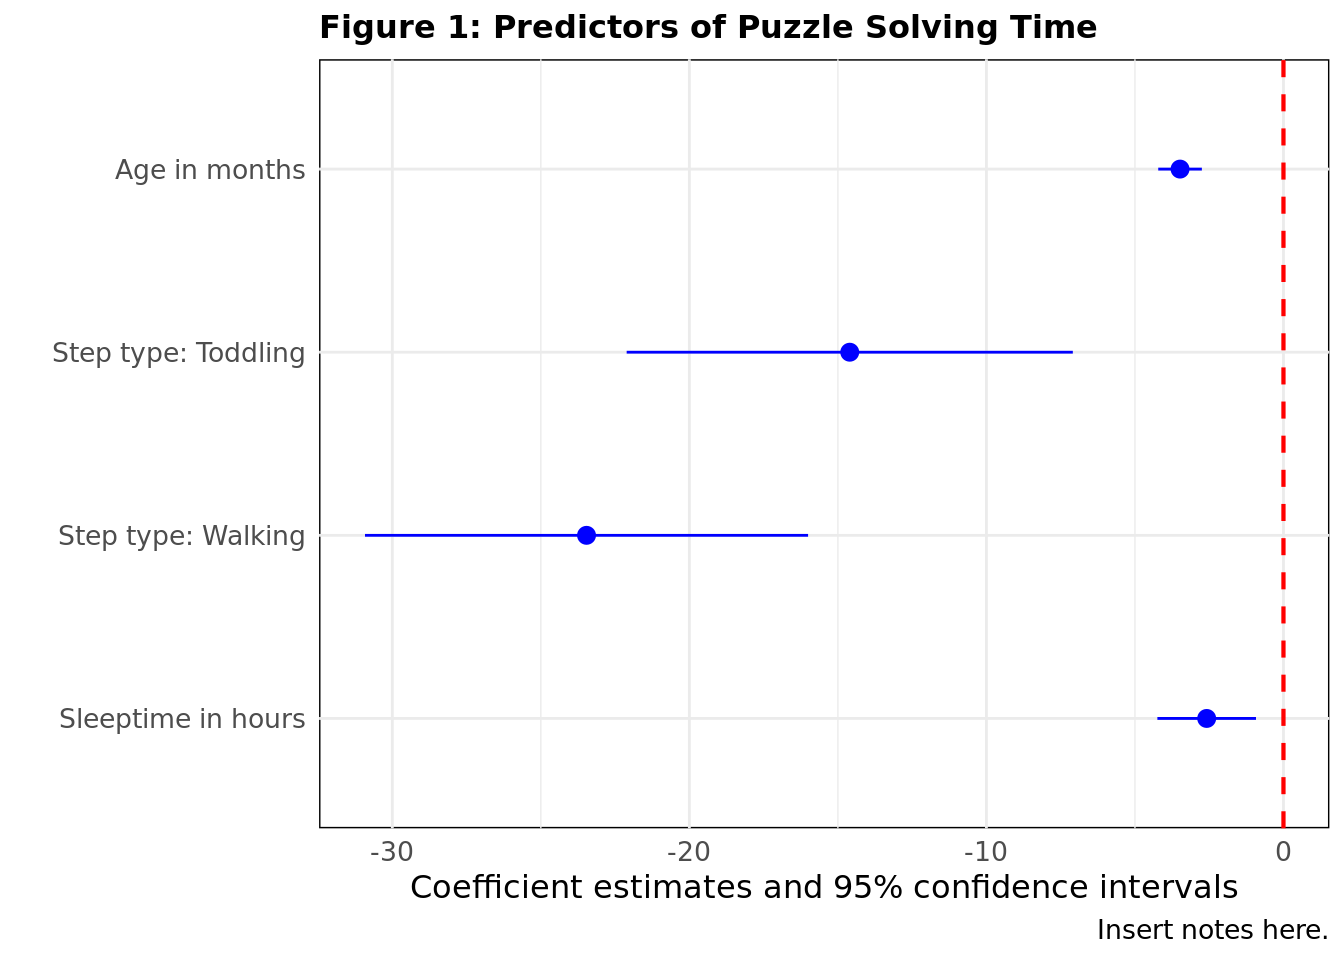 Figure 1: Predictors of Puzzle Solving Time
Age in months
Step type: Toddling
Step type: Walking
Sleeptime in hours
-30 -20 -10 0
Coefficient estimates and 95% confidence intervals
Insert notes here.